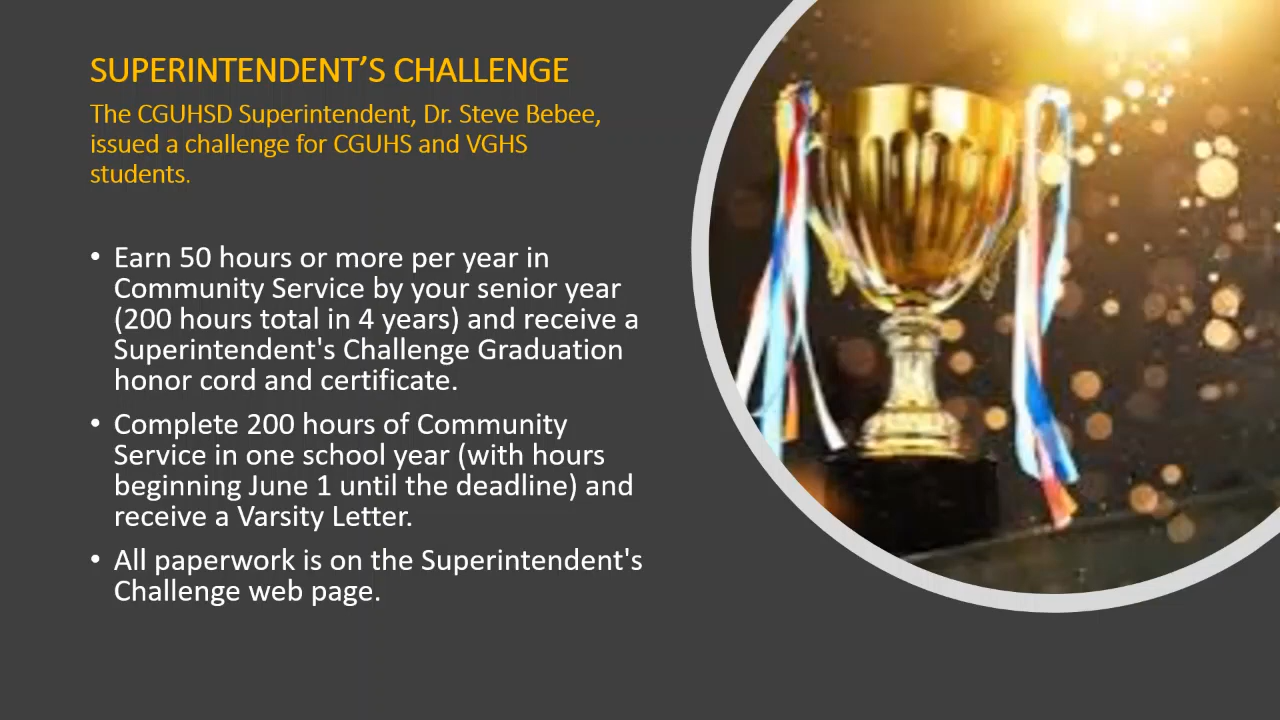 SUPERINTENDENT’S CHALLENGE
The CGUHSD Superintendent, Dr. Steve Bebee,
issued a challenge for CGUHS and VGHS
students.
• Earn 50 hours or more per year in
Community Service by your senior year
(200 hours total in 4 years) and receive a
Superintendent's Challenge Graduation
honor cord and certificate.
• Complete 200 hours of Community
Service in one school year (with hours
beginning June 1 until the deadline) and
receive a Varsity Letter.
• All paperwork is on the Superintendent's
Challenge web page.